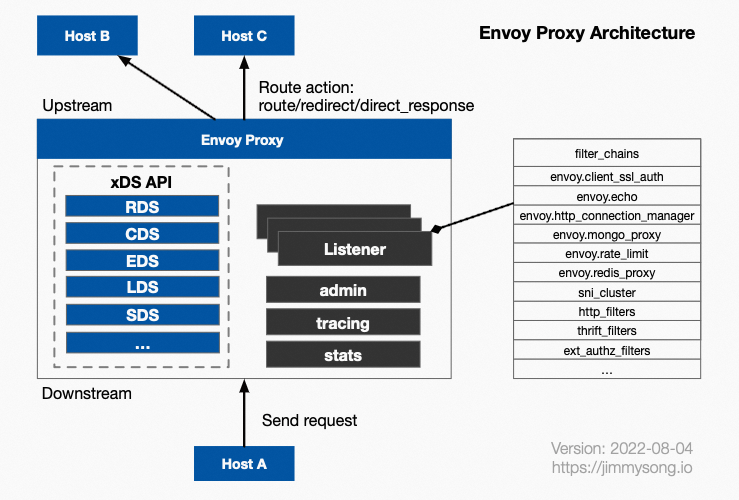 Host B
Host C
Envoy Proxy Architecture
Route action:
route/redirect/direct_response
Upstream
Envoy Proxy
xDS API
RDS
CDS
EDS
LDS
SDS
...
Listener
admin
tracing
stats
filter_chains
envoy.client_ssl_auth
envoy.echo
envoy.http_connection_manager
envoy.mongo_proxy
envoy.rate_limit
envoy.redis_proxy
sni_cluster
http_filters
thrift_filters
ext_authz_filters
...
Downstream
Send request
Host A
Version: 2022-08-04
https://jimmysong.io